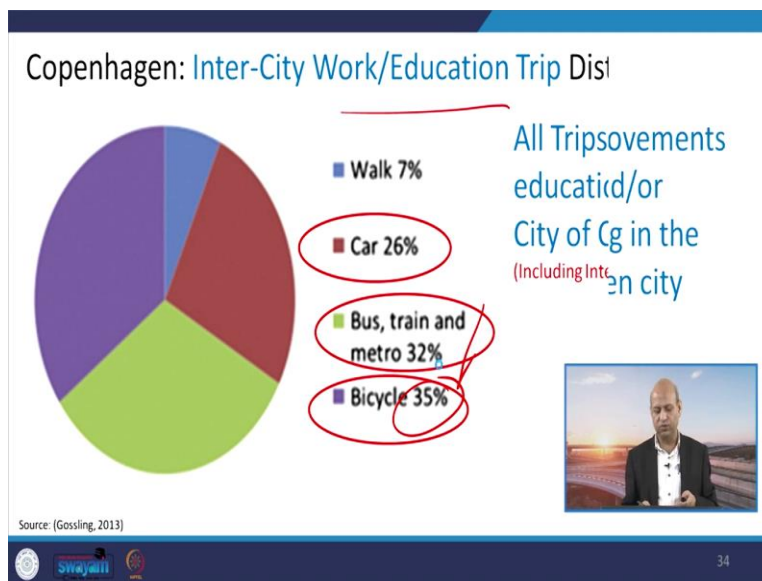 Copenhagen: Inter-City Work/Education Trip Dist
All Tripsovements
Walk 7%
educatid/or
Car 26%
City of Cg in the
(Including Inte
en city
Bus, train and
metro 32%
Bicycle 35%
Source: (Gossling, 2013)
swayam
34